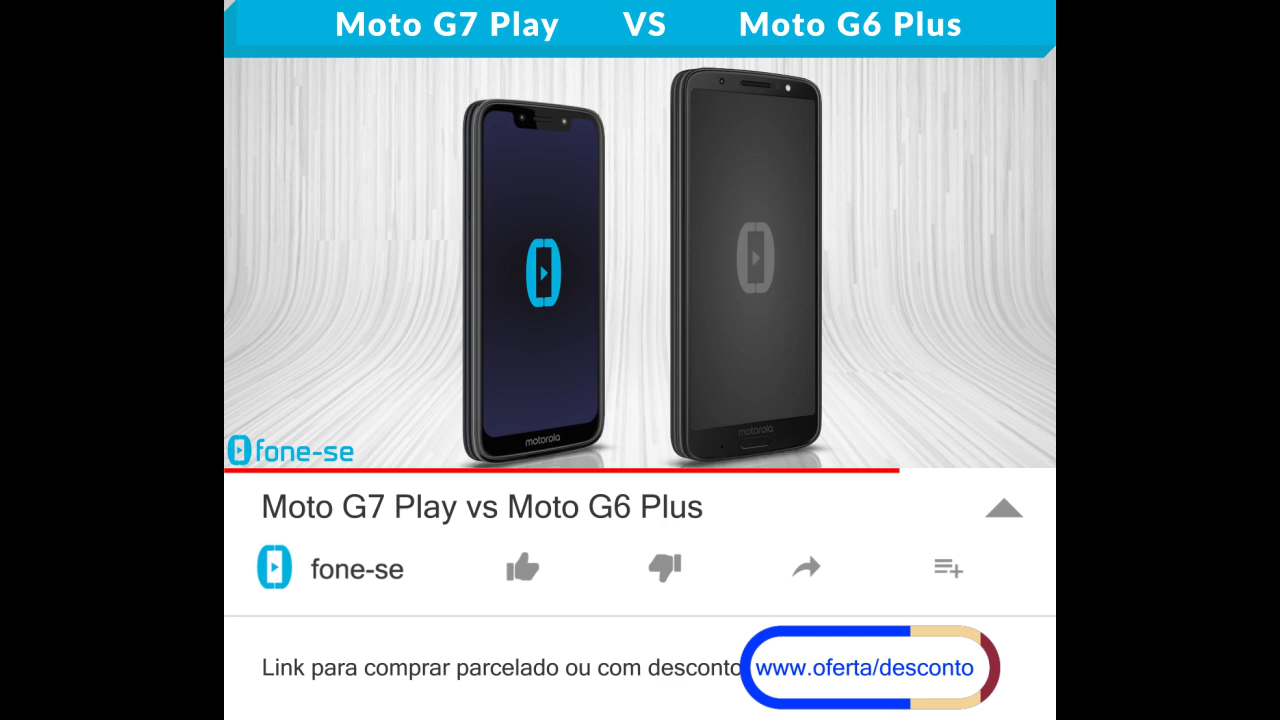 Moto G7 Play VS Moto G6 Plus
motorola
motorola
fone-se
Moto G7 Play vs Moto G6 Plus
fone-se
Link para comprar parcelado ou com desconto www.oferta/desconto